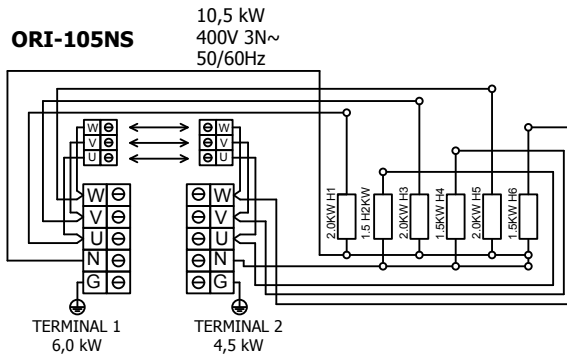 ORI-105NS
10,5 kW
400V 3N~
50/60Hz
W
V
U
W
V
U
W
V
U
N
G
W
V
U
N
G
2.0KW H1
1.5 H2KW
2.0KW H3
1.5KW H4
2.0KW H5
1.5KW H6
TERMINAL 1
6,0 kW
TERMINAL 2
4,5 kW